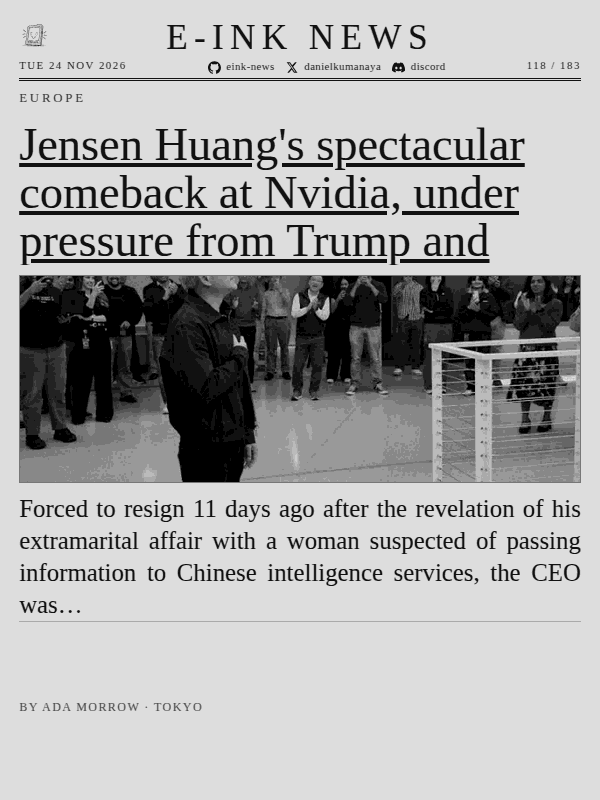 E-INK NEWS
TUE 24 NOV 2026
eink-news
danielkumanaya
discord
118 / 183
EUROPE
Jensen Huang's spectacular
comeback at Nvidia, under
pressure from Trump and
Forced to resign 11 days ago after the revelation of his
extramarital affair with a woman suspected of passing
information to Chinese intelligence services, the CEO
was…
BY ADA MORROW · TOKYO